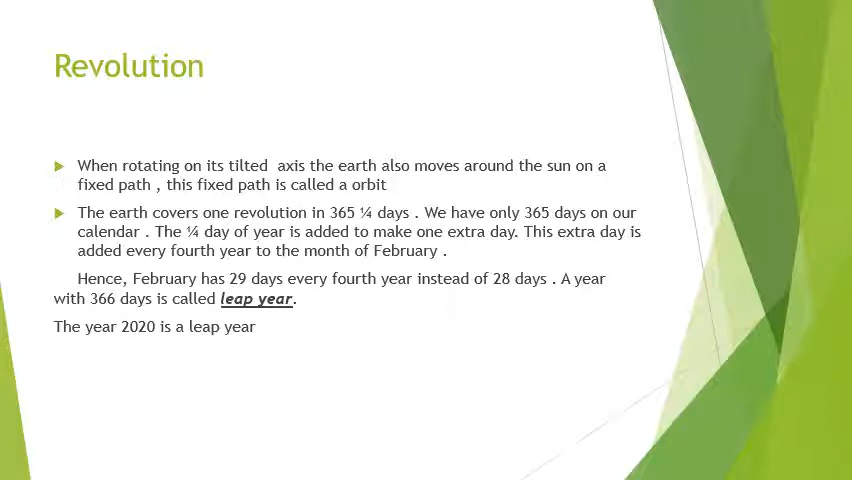 Revolution
When rotating on its tilted axis the earth also moves around the sun on a
fixed path , this fixed path is called a orbit
The earth covers one revolution in 365 ¼ days . We have only 365 days on our
calendar . The ¼ day of year is added to make one extra day. This extra day is
added every fourth year to the month of February .
Hence, February has 29 days every fourth year instead of 28 days . A year
with 366 days is called leap year.
The year 2020 is a leap year